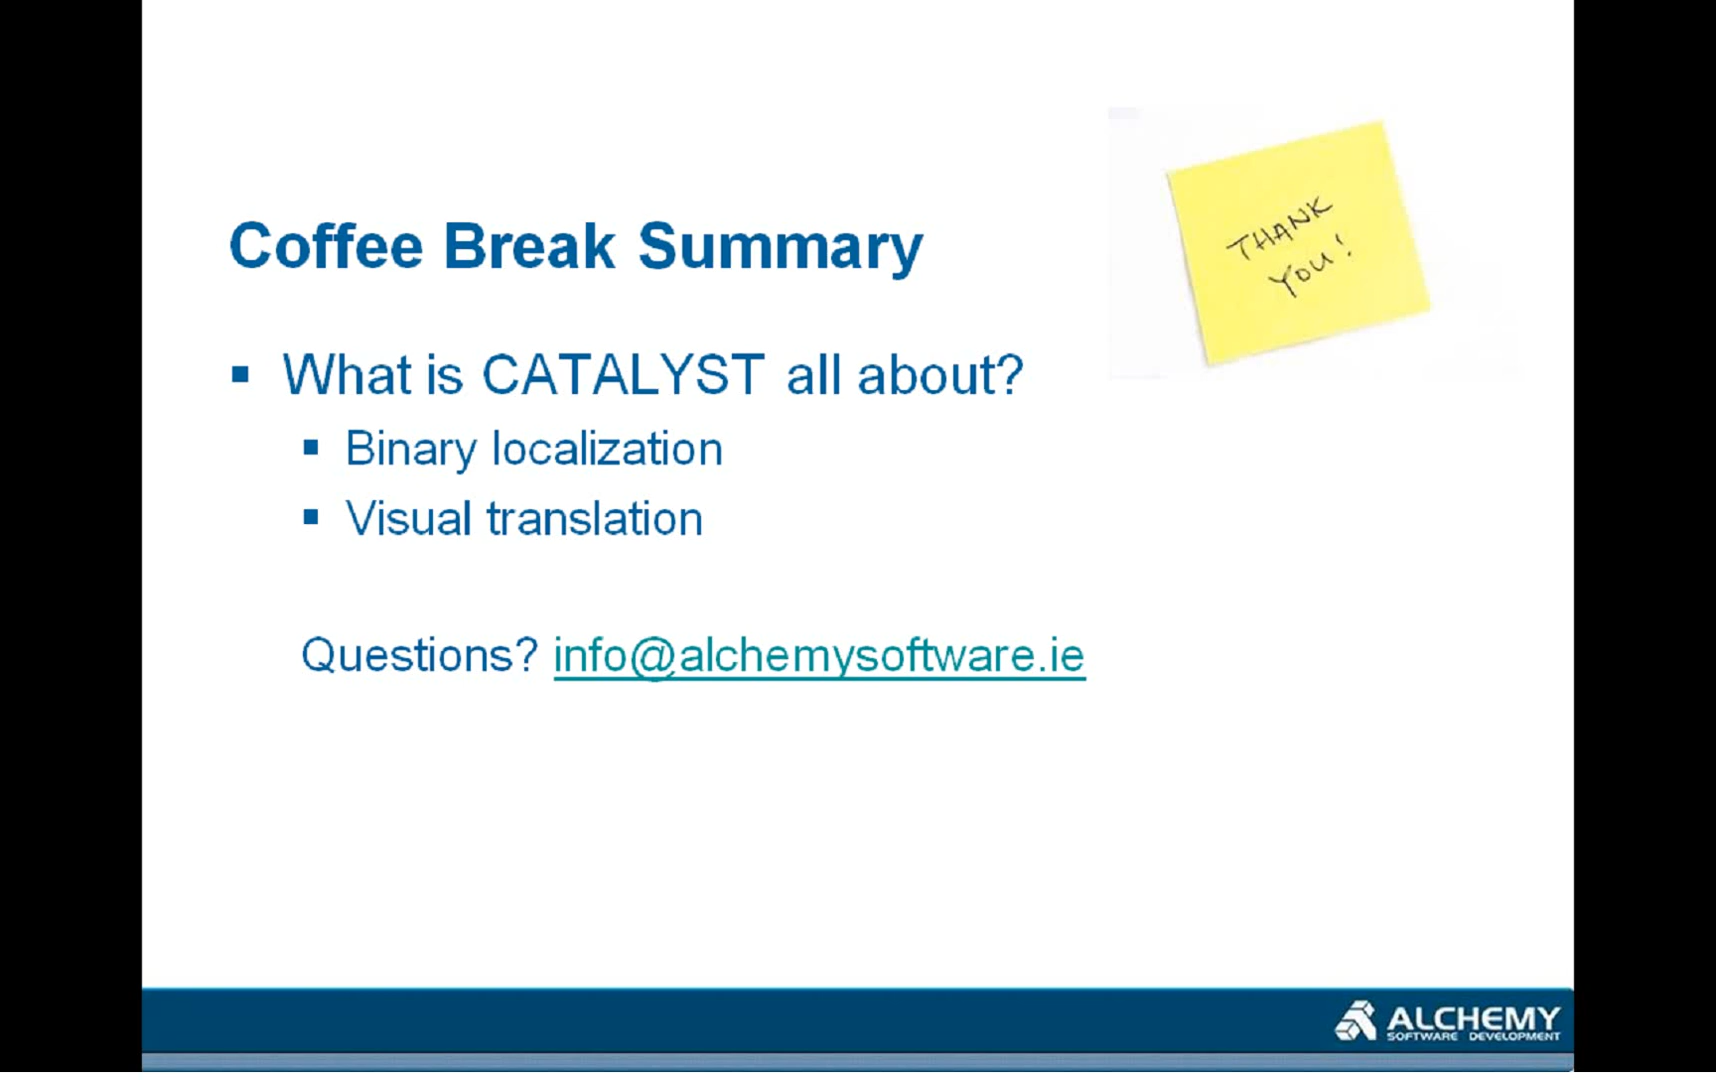 Coffee Break Summary
THANK
YOU!
What is CATALYST all about?
Binary localization
Visual translation
Questions? info@alchemysoftware.ie
ALCHEMY
SOFTWARE DEVELOPMENT